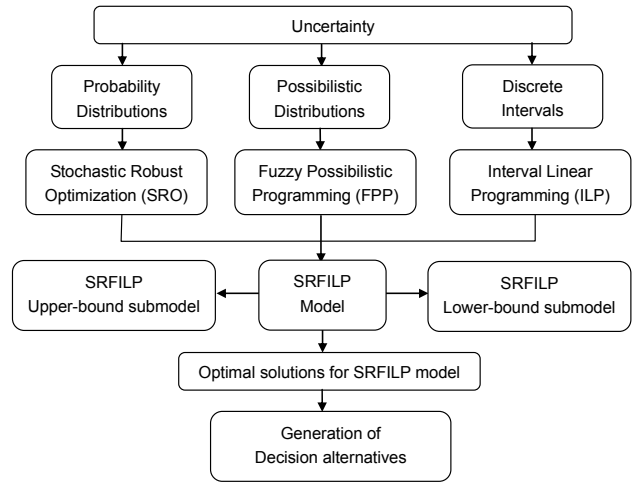 Uncertainty
Probability
Distributions
Possibilistic
Distributions
Discrete
Intervals
Stochastic Robust
Optimization (SRO)
Fuzzy Possibilistic
Programming (FPP)
Interval Linear
Programming (ILP)
SRFILP
Upper-bound submodel
SRFILP
Model
SRFILP
Lower-bound submodel
Optimal solutions for SRFILP model
Generation of
Decision alternatives